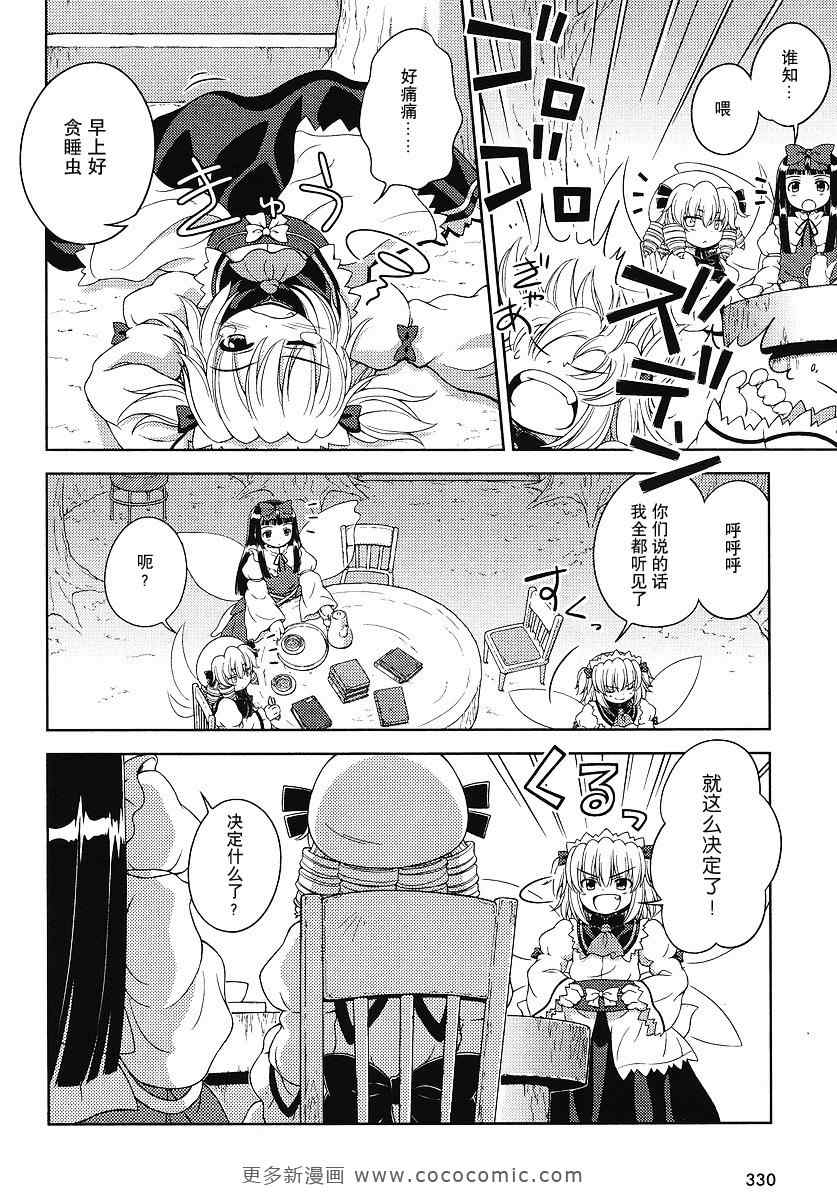 谁知…
喂
ゴロゴロ
ぎゃあ
ズデデーン
好痛
痛……
きゅう
早上好
贪睡虫
呼呼呼
你们说的话
我全都听见了
すくっ
呃?
就这么决定了!
くるっ
决定什么了?
更多新漫画 www.cococomic.com
330